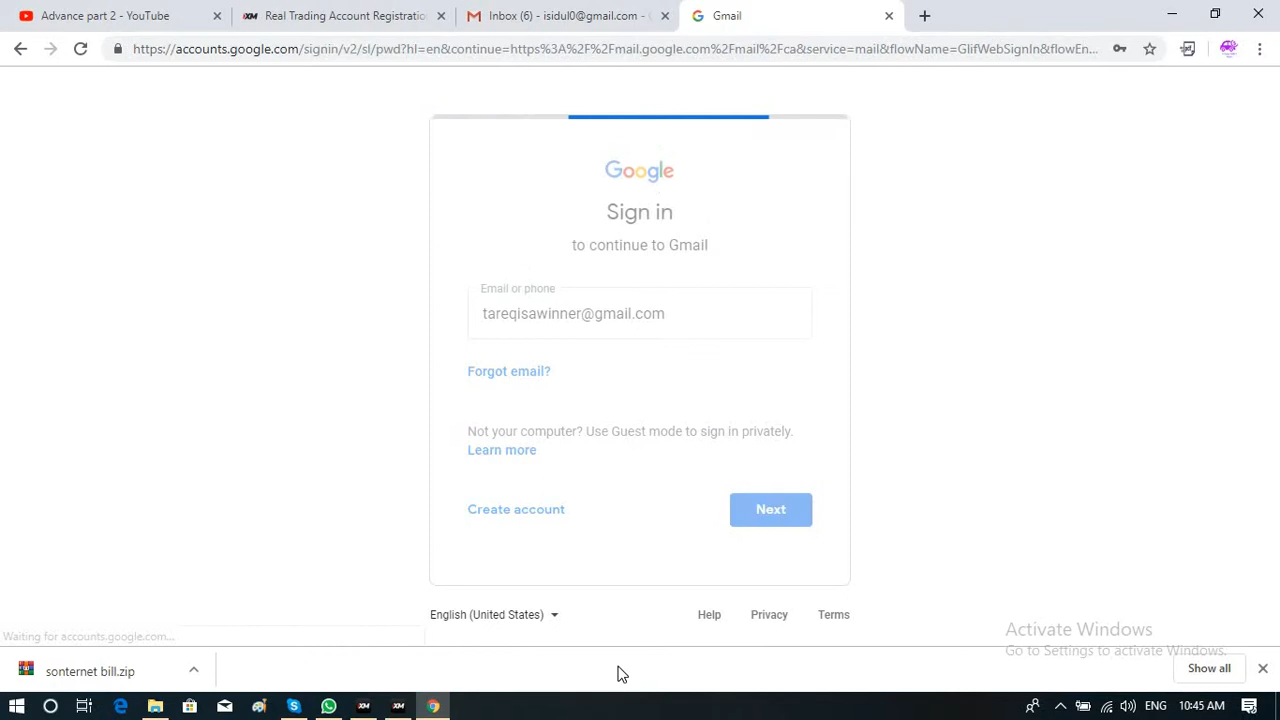 Advance part 2 - YouTube
Real Trading Account Registratio
Inbox (6) - isidul0@gmail.com -
Gmail
https://accounts.google.com/signin/v2/sl/pwd?hl=en&continue=https%3A%2F%2Fmail.google.com%2Fmail%2Fca&service=mail&flowName=GlifWebSignIn&flowEn...
Google
Sign in
to continue to Gmail
Email or phone
tareqisawinner@gmail.com
Forgot email?
Not your computer? Use Guest mode to sign in privately.
Learn more
Create account
Next
English (United States)
Help
Privacy
Terms
Activate Windows
Go to Settings to activate Windows.
Waiting for accounts.google.com...
sonternet bill.zip
Show all
ENG
10:45 AM